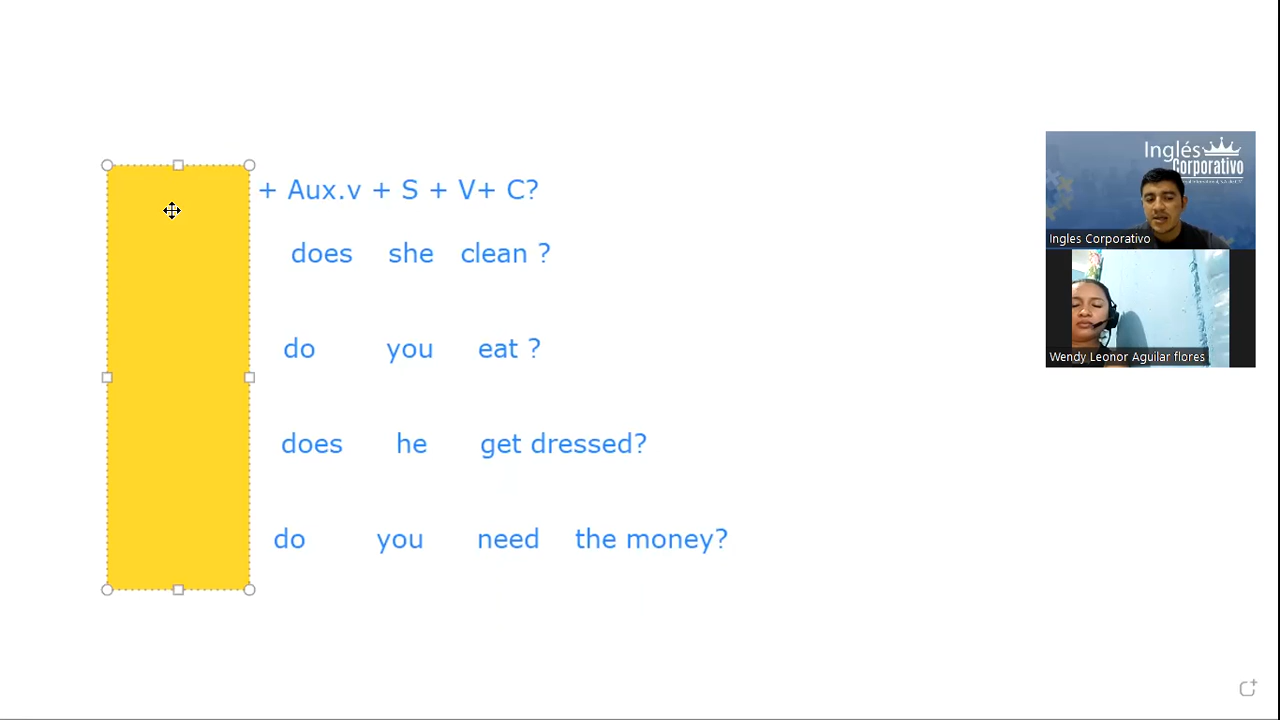 + Aux.v + S + V+ C?
does she clean ?
do you eat ?
does he get dressed?
do you need the money?
Inglés
Corporativo
Ingles Corporativo
Wendy Leonor Aguilar flores